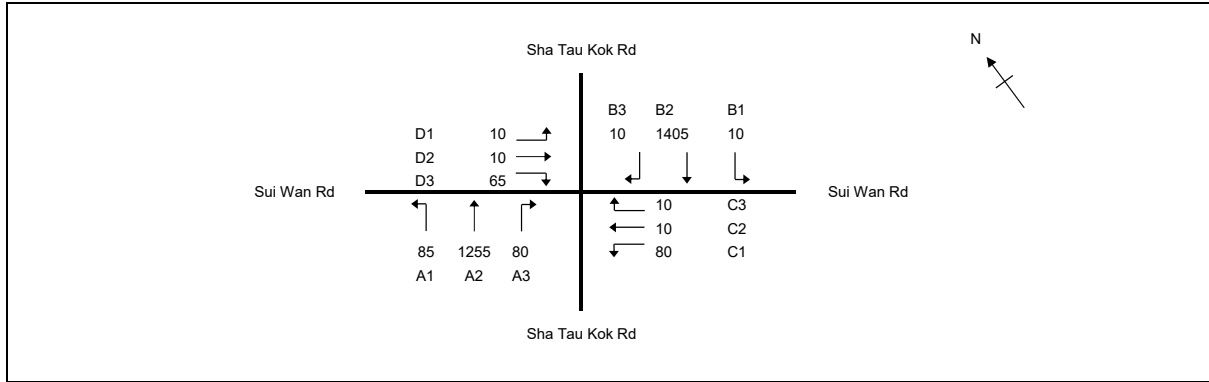 Sha Tau Kok Rd
N
B3 B2 B1
10 1405 10
D1 10
D2 10
D3 65
Sui Wan Rd
Sui Wan Rd
10 C3
10 C2
80 C1
85 1255 80
A1 A2 A3
Sha Tau Kok Rd